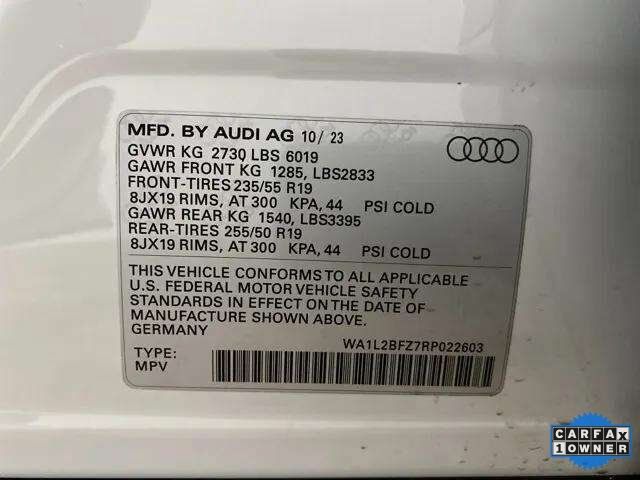 MFD. BY AUDI AG 10/ 23
GVWR KG 2730 LBS 6019
GAWR FRONT KG 1285, LBS2833
FRONT-TIRES 235/55 R19
8JX19 RIMS, AT 300 KPA, 44 PSI COLD
GAWR REAR KG 1540, LBS3395
REAR-TIRES 255/50 R19
8JX19 RIMS, AT 300 KPA, 44 PSI COLD
THIS VEHICLE CONFORMS TO ALL APPLICABLE
U.S. FEDERAL MOTOR VEHICLE SAFETY
STANDARDS IN EFFECT ON THE DATE OF
MANUFACTURE SHOWN ABOVE.
GERMANY
WA1L2BFZ7RP022603
TYPE:
MPV
CARFAX
1 OWNER